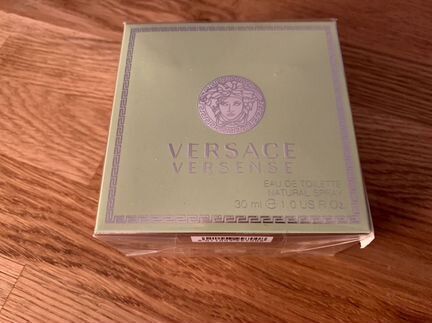 VERSACE
VERSENSE
EAU DE TOILETTE
NATURAL SPRAY
30 ml ℮ 1.0 US Fl.Oz.